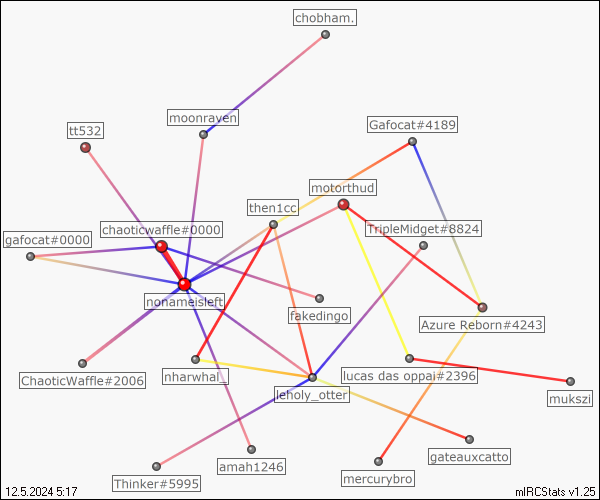 chobham.
moonraven
Gafocat#4189
tt532
motorthud
then1cc
chaoticwaffle#0000
TripleMidget#8824
gafocat#0000
nonameisleft
fakedingo
Azure Reborn#4243
ChaoticWaffle#2006
nharwhal_
lucas das oppai#2396
leholy_otter
mukszi
gateauxcatto
amah1246
Thinker#5995
mercurybro
12.5.2024 5:17
mIRCStats v1.25